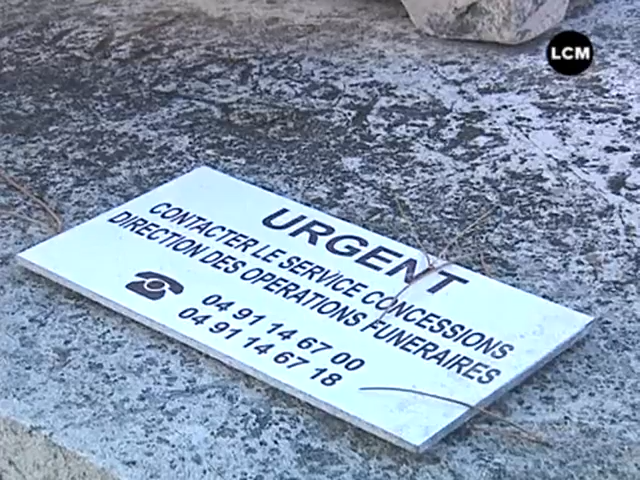 LCM
URGENT
CONTACTER LE SERVICE CONCESSIONS
DIRECTION DES OPERATIONS FUNERAIRES
04 91 14 67 00
04 91 14 67 18